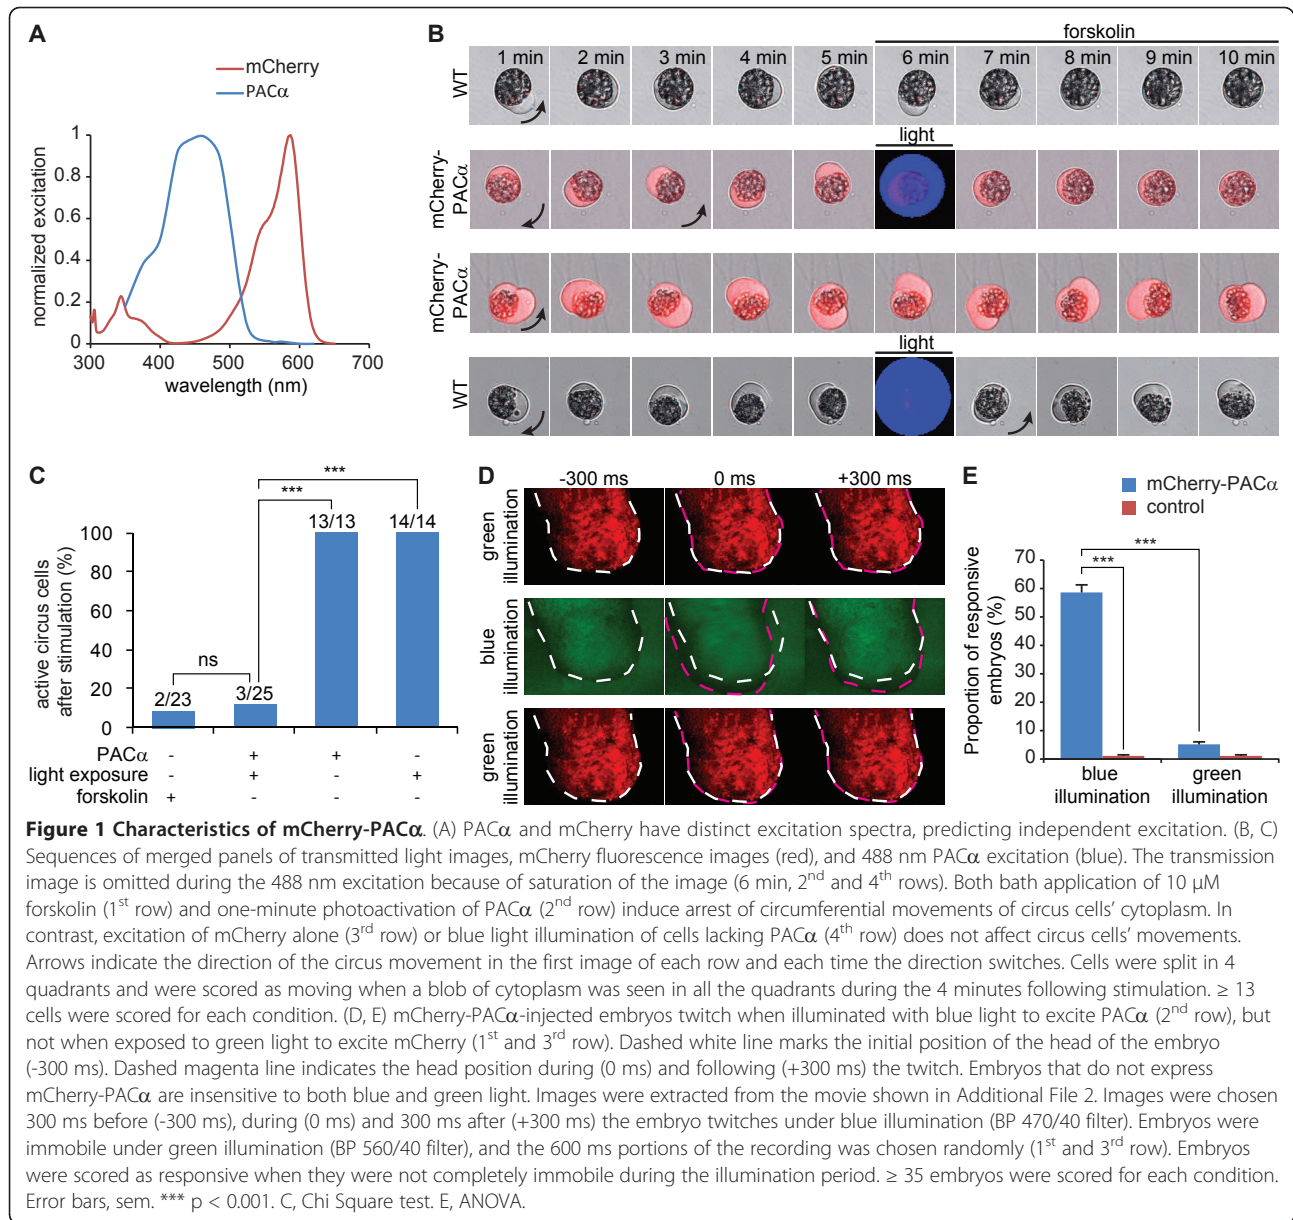 A
mCherry
PACα
normalized excitation
1
0.8
0.6
0.4
0.2
0
300 400 500 600 700
wavelength (nm)
B
forskolin
WT
1 min 2 min 3 min 4 min 5 min 6 min 7 min 8 min 9 min 10 min
light
mCherry-
PACα
mCherry-
PACα
light
WT
C
active circus cells
after stimulation (%)
100
80
60
40
20
0
***
***
ns
2/23 3/25 13/13 14/14
PACα - + + -
light exposure - + - +
forskolin + - - -
D
-300 ms 0 ms +300 ms
green
illumination
blue
illumination
green
illumination
E
mCherry-PACα
control
Proportion of responsive
embryos (%)
70
60
50
40
30
20
10
0
***
***
blue
illumination
green
illumination
Figure 1 Characteristics of mCherry-PACα. (A) PACα and mCherry have distinct excitation spectra, predicting independent excitation. (B, C)
Sequences of merged panels of transmitted light images, mCherry fluorescence images (red), and 488 nm PACα excitation (blue). The transmission
image is omitted during the 488 nm excitation because of saturation of the image (6 min, 2nd and 4th rows). Both bath application of 10 μM
forskolin (1st row) and one-minute photoactivation of PACα (2nd row) induce arrest of circumferential movements of circus cells' cytoplasm. In
contrast, excitation of mCherry alone (3rd row) or blue light illumination of cells lacking PACα (4th row) does not affect circus cells' movements.
Arrows indicate the direction of the circus movement in the first image of each row and each time the direction switches. Cells were split in 4
quadrants and were scored as moving when a blob of cytoplasm was seen in all the quadrants during the 4 minutes following stimulation. ≥ 13
cells were scored for each condition. (D, E) mCherry-PACα-injected embryos twitch when illuminated with blue light to excite PACα (2nd row), but
not when exposed to green light to excite mCherry (1st and 3rd row). Dashed white line marks the initial position of the head of the embryo
(-300 ms). Dashed magenta line indicates the head position during (0 ms) and following (+300 ms) the twitch. Embryos that do not express
mCherry-PACα are insensitive to both blue and green light. Images were extracted from the movie shown in Additional File 2. Images were chosen
300 ms before (-300 ms), during (0 ms) and 300 ms after (+300 ms) the embryo twitches under blue illumination (BP 470/40 filter). Embryos were
immobile under green illumination (BP 560/40 filter), and the 600 ms portions of the recording was chosen randomly (1st and 3rd row). Embryos
were scored as responsive when they were not completely immobile during the illumination period. ≥ 35 embryos were scored for each condition.
Error bars, sem. *** p < 0.001. C, Chi Square test. E, ANOVA.